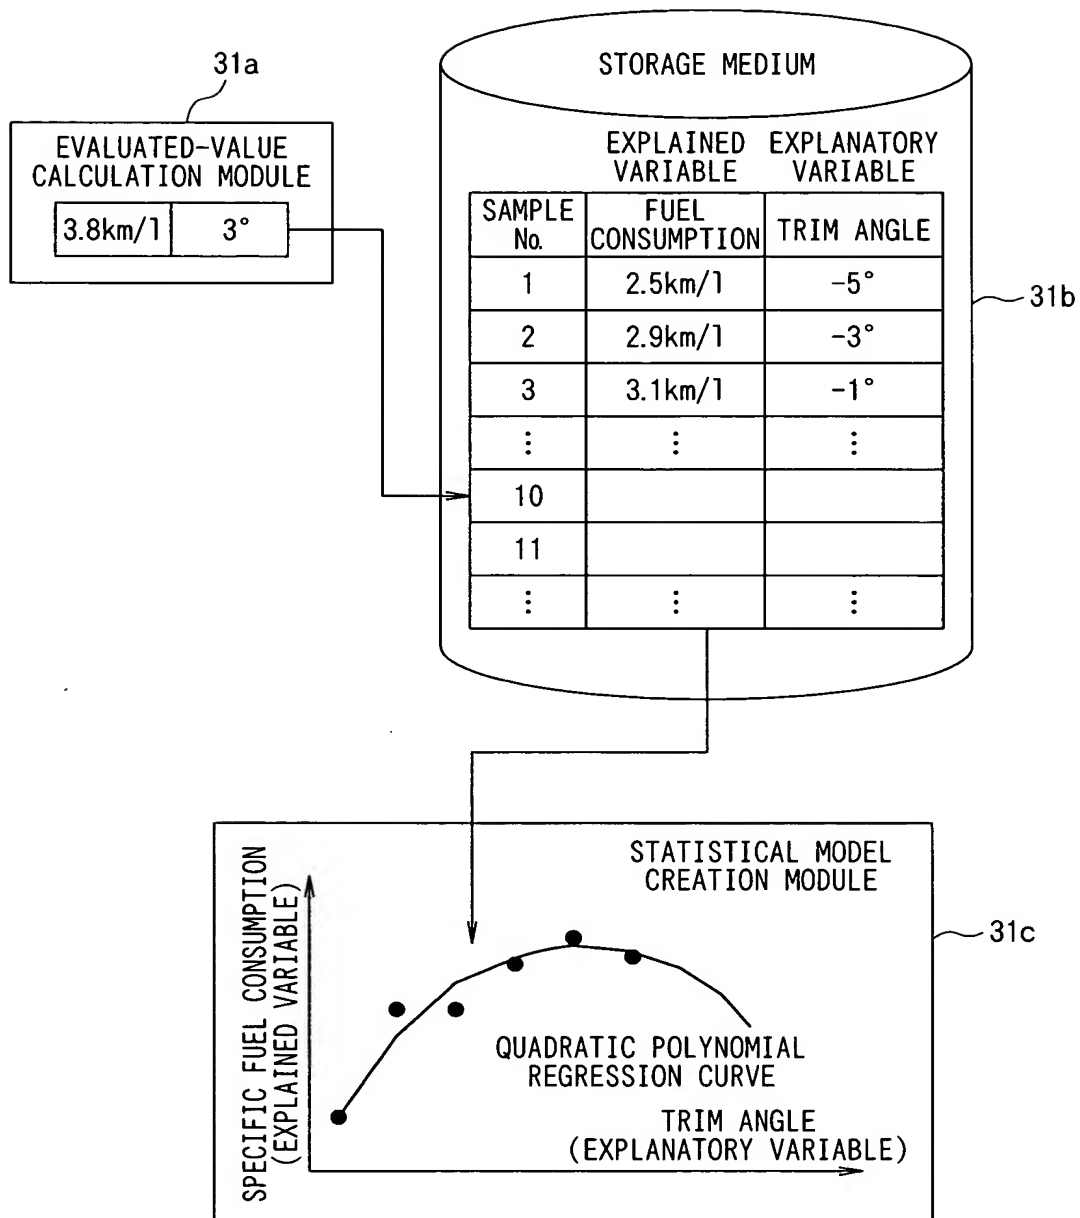 31a
EVALUATED-VALUE
CALCULATION MODULE
3.8km/l 3°
STORAGE MEDIUM
EXPLAINED EXPLANATORY
VARIABLE VARIABLE
SAMPLE No. FUEL CONSUMPTION TRIM ANGLE
1 2.5km/l -5°
2 2.9km/l -3°
3 3.1km/l -1°
⋮ ⋮ ⋮
10
11
⋮ ⋮ ⋮
31b
STATISTICAL MODEL
CREATION MODULE
31c
SPECIFIC FUEL CONSUMPTION
(EXPLAINED VARIABLE)
QUADRATIC POLYNOMIAL
REGRESSION CURVE
TRIM ANGLE
(EXPLANATORY VARIABLE)